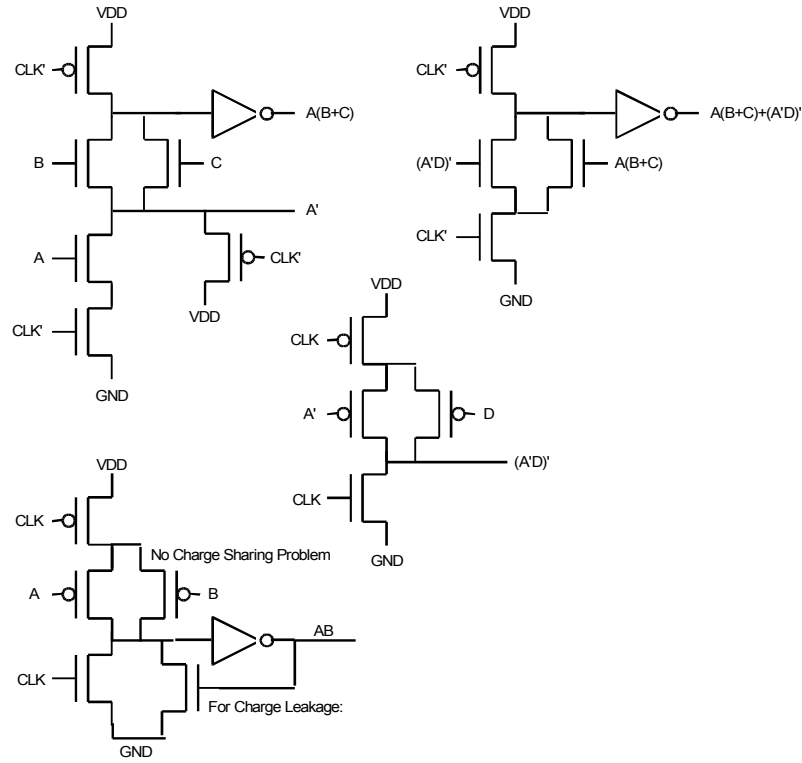 VDD
CLK'
A(B+C)
B
C
A'
A
CLK'
VDD
CLK'
GND
VDD
CLK'
A(B+C)+(A'D)'
(A'D)'
A(B+C)
CLK'
GND
VDD
CLK
A'
D
(A'D)'
CLK
GND
VDD
CLK
No Charge Sharing Problem
A
B
AB
CLK
For Charge Leakage:
GND